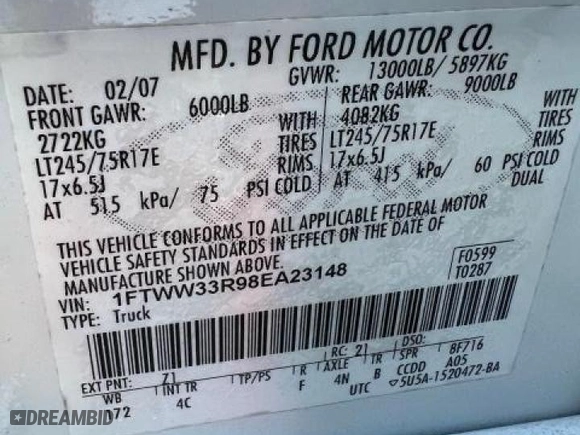 MFD. BY FORD MOTOR CO.
DATE: 02/07 GVWR: 13000LB/ 5897KG
FRONT GAWR: 6000LB REAR GAWR: 9000LB
2722KG WITH 4082KG WITH
LT245/75R17E TIRES LT245/75R17E TIRES
17x6.5J RIMS 17x6.5J RIMS
AT 515 kPa/ 75 PSI COLD AT 415 kPa/ 60 PSI COLD
DUAL
THIS VEHICLE CONFORMS TO ALL APPLICABLE FEDERAL MOTOR
VEHICLE SAFETY STANDARDS IN EFFECT ON THE DATE OF
MANUFACTURE SHOWN ABOVE.
F0599
T0287
VIN: 1FTWW33R98EA23148
TYPE: Truck
EXT PNT: Z1 RC: 21 DSO:
WB INT TR TP/PS R AXLE TR SPR 8F716
172 4C F 4N B CCDD A05
UTC 5U5A-1520472-BA
DREAMBID